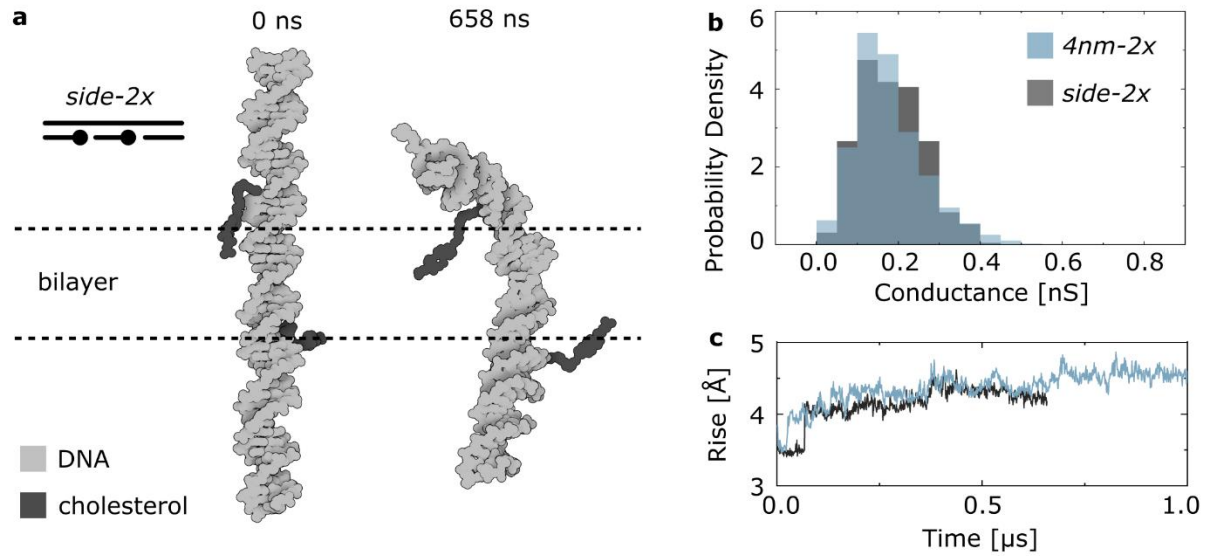 a
0 ns
658 ns
side-2x
bilayer
DNA
cholesterol
b
Probability Density
6
4
2
0
4nm-2x
side-2x
0.0 0.2 0.4 0.6 0.8
Conductance [nS]
c
Rise [Å]
5
4
3
0.0 0.5 1.0
Time [μs]